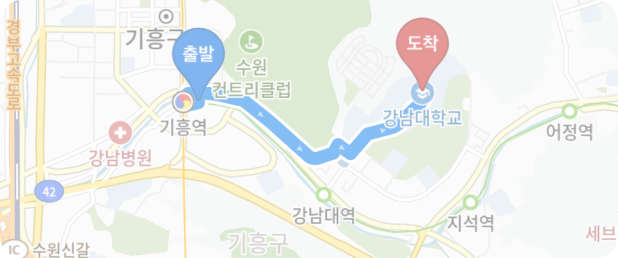 경부고속도로
기흥구
출발
도착
수원
컨트리클럽
강남대학교
기흥역
어정역
강남병원
42
강남대역
지석역
기흥구
세브
IC
수원신갈